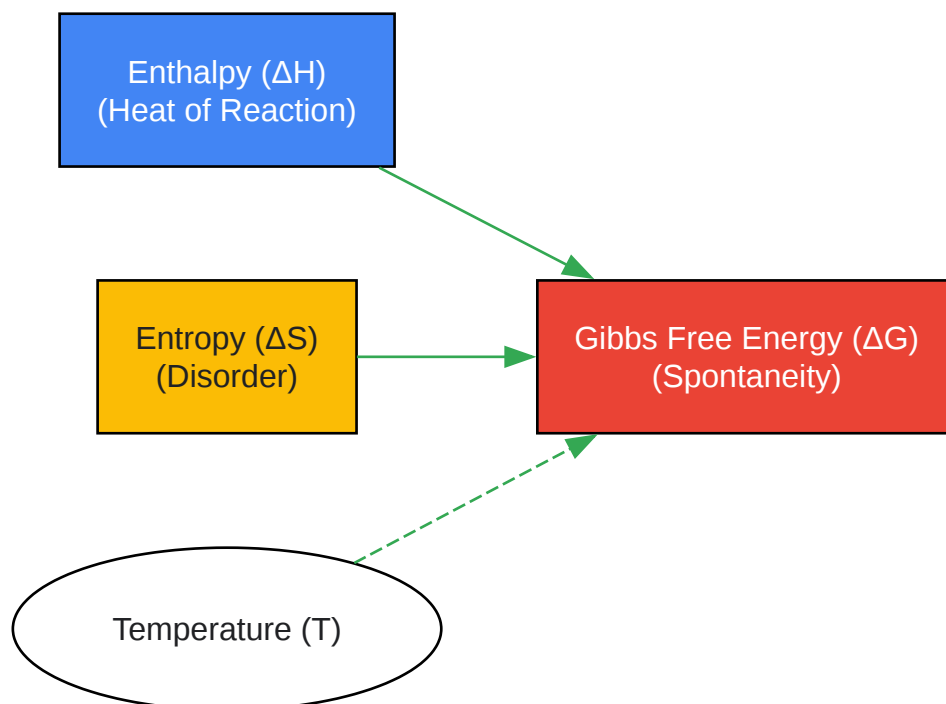 Enthalpy (ΔH)
(Heat of Reaction)
Entropy (ΔS)
(Disorder)
Gibbs Free Energy (ΔG)
(Spontaneity)
Temperature (T)